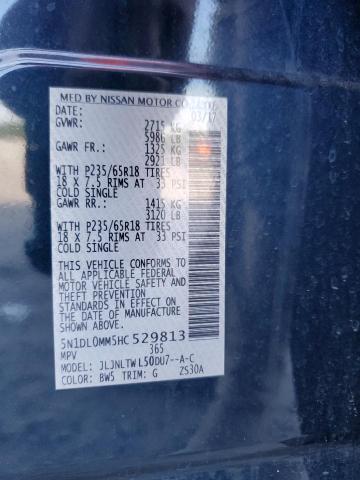 MFD BY NISSAN MOTOR CO.,
DATE: 03/17
GVWR: 2715 KG
5986 LB
GAWR FR.: 1325 KG
2921 LB
WITH P235/65R18 TIRES
18 X 7.5 RIMS AT 33 PSI
COLD SINGLE
GAWR RR.: 1415 KG
3120 LB
WITH P235/65R18 TIRES
18 X 7.5 RIMS AT 33 PSI
COLD SINGLE
THIS VEHICLE CONFORMS TO
ALL APPLICABLE FEDERAL
MOTOR VEHICLE SAFETY AND
THEFT PREVENTION
STANDARDS IN EFFECT ON
THE DATE OF MANUFACTURE
SHOWN ABOVE.
5N1DL0MM5HC529813
MPV 365
MODEL: JLJNLTWL50DU7--A-C
COLOR: BW5 TRIM: G ZS30A